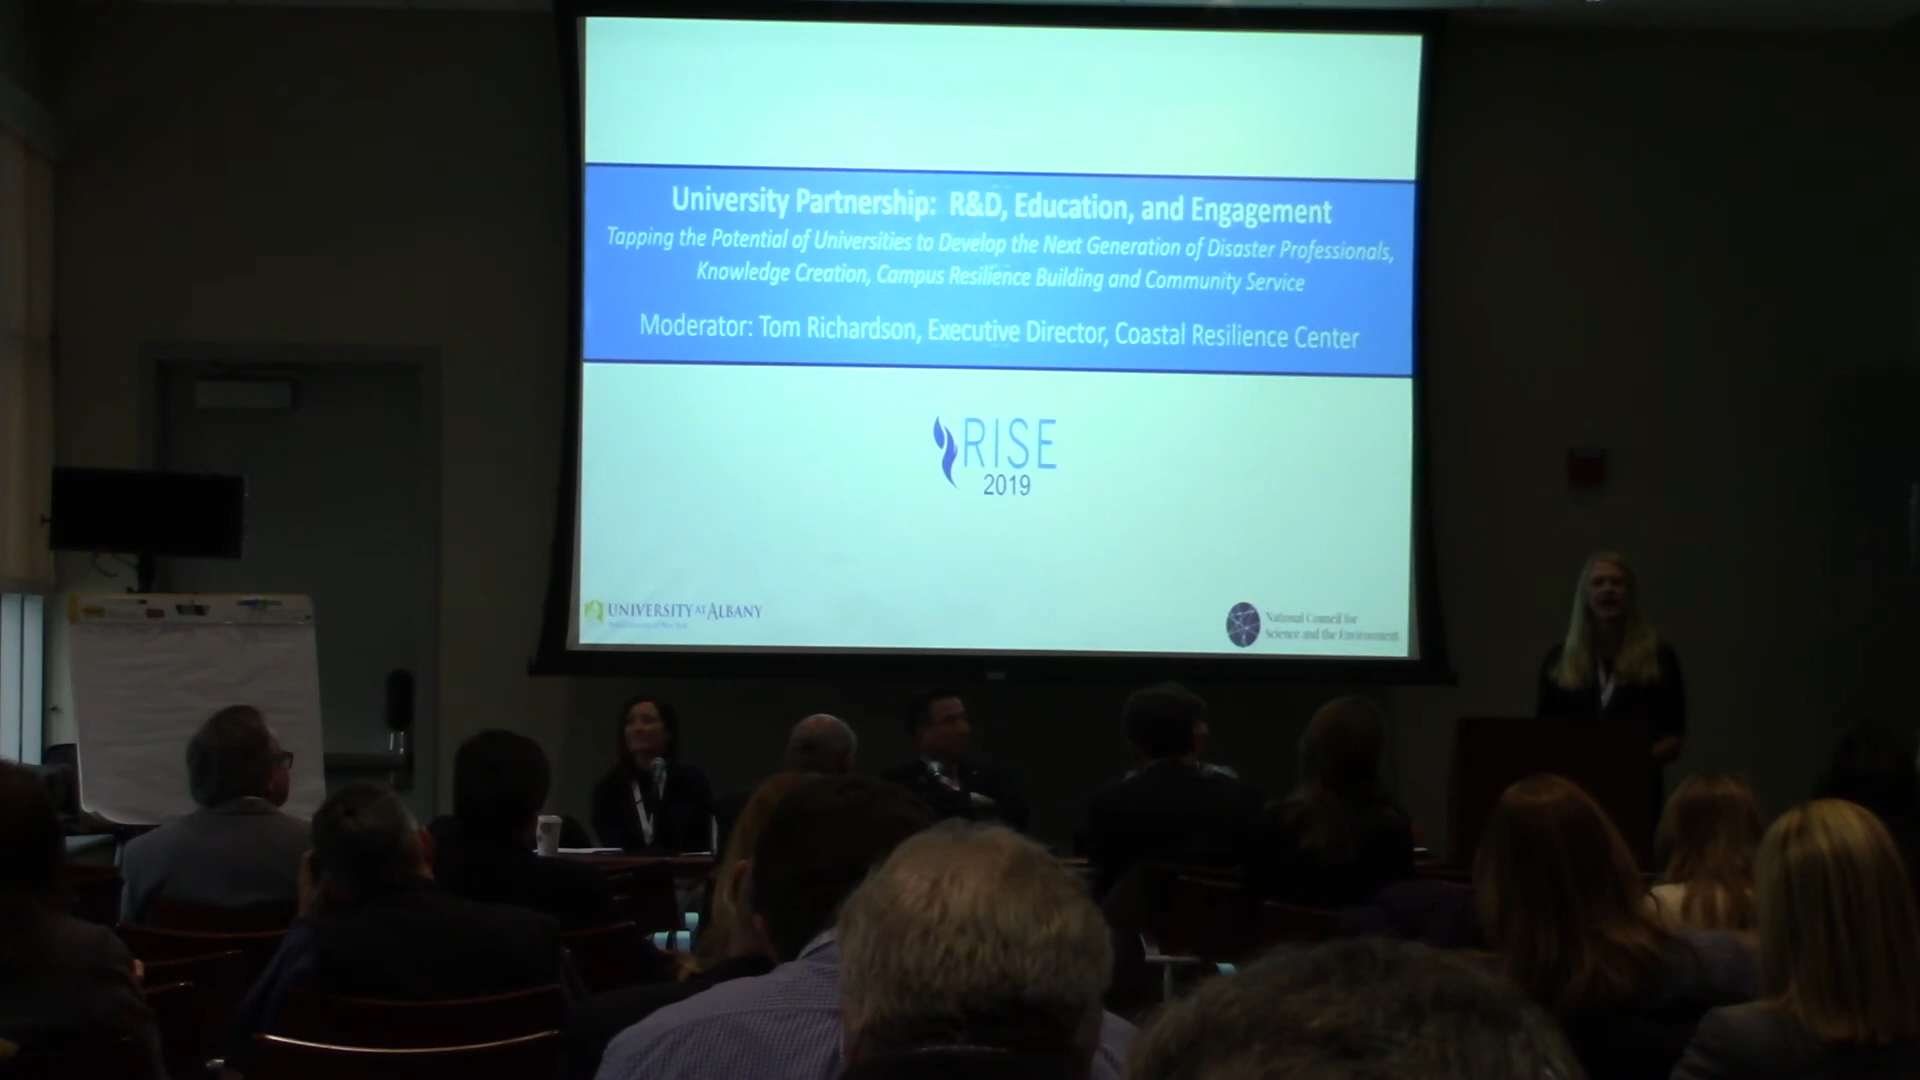 University Partnership: R&D, Education, and Engagement
Tapping the Potential of Universities to Develop the Next Generation of Disaster Professionals,
Knowledge Creation, Campus Resilience Building and Community Service
Moderator: Tom Richardson, Executive Director, Coastal Resilience Center
RISE
2019
UNIVERSITY AT ALBANY
National Council for
Science and the Environment